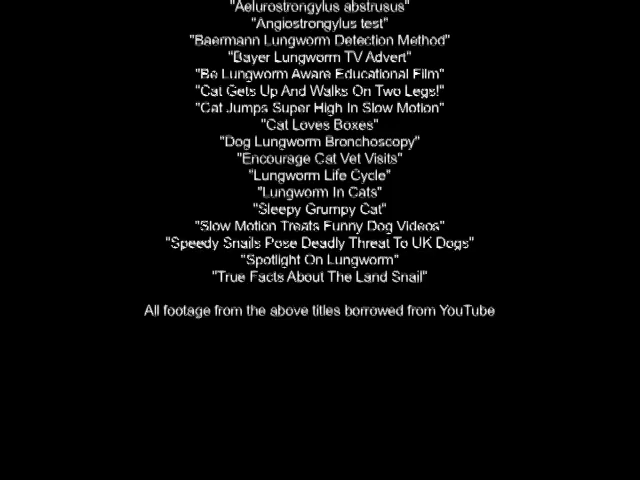 "Aelurostrongylus abstrusus"
"Angiostrongylus test"
"Baermann Lungworm Detection Method"
"Bayer Lungworm TV Advert"
"Be Lungworm Aware Educational Film"
"Cat Gets Up And Walks On Two Legs!"
"Cat Jumps Super High In Slow Motion"
"Cat Loves Boxes"
"Dog Lungworm Bronchoscopy"
"Encourage Cat Vet Visits"
"Lungworm Life Cycle"
"Lungworm In Cats"
"Sleepy Grumpy Cat"
"Slow Motion Treats Funny Dog Videos"
"Speedy Snails Pose Deadly Threat To UK Dogs"
"Spotlight On Lungworm"
"True Facts About The Land Snail"
All footage from the above titles borrowed from YouTube